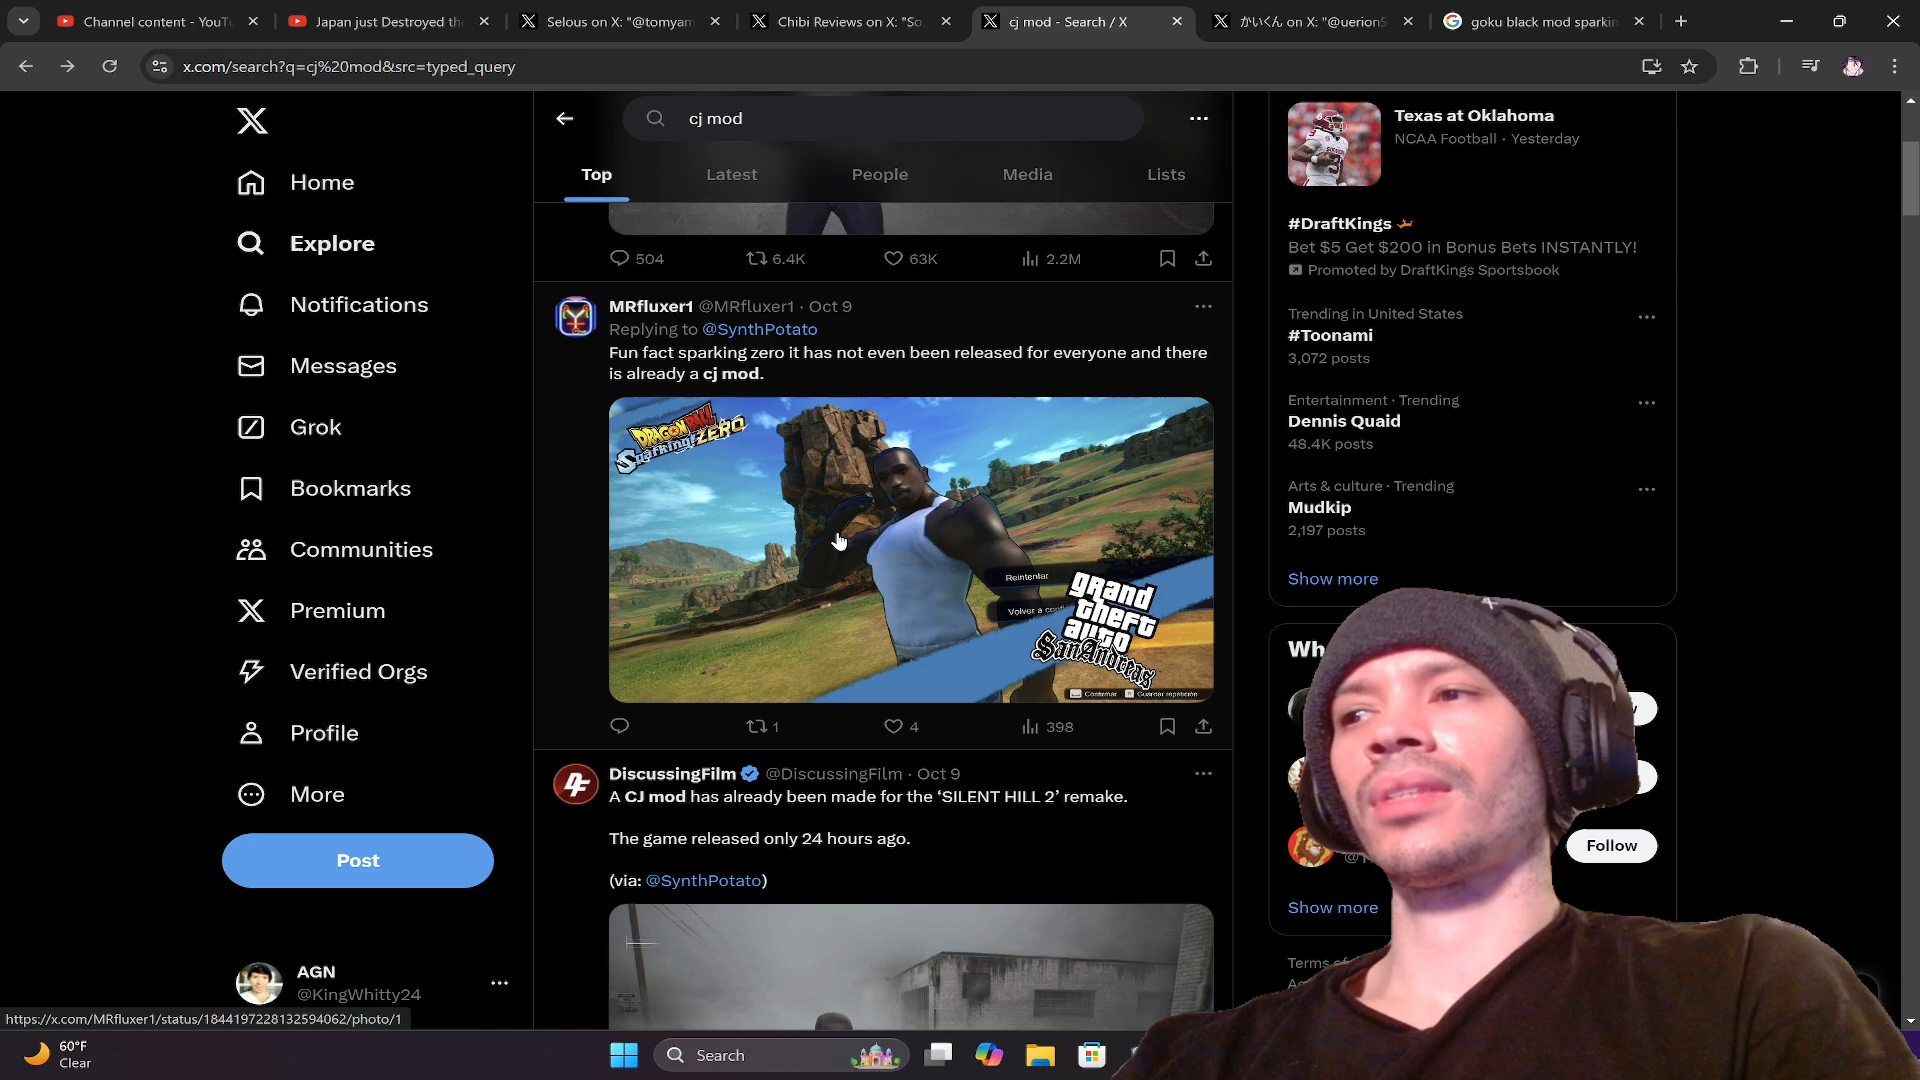 Channel content - YouTu
Japan just Destroyed the
Selous on X: "@tomyam
Chibi Reviews on X: "So
cj mod - Search / X
かいくん on X: "@uerion5
goku black mod sparkin
x.com/search?q=cj%20mod&src=typed_query
Home
Explore
Notifications
Messages
Grok
Bookmarks
Communities
Premium
Verified Orgs
Profile
More
Post
AGN
@KingWhitty24
cj mod
Top
Latest
People
Media
Lists
504
6.4K
63K
2.2M
MRfluxer1 @MRfluxer1 · Oct 9
Replying to @SynthPotato
Fun fact sparking zero it has not even been released for everyone and there
is already a cj mod.
DRAGON BALL
Sparking! ZERO
Reintentar
Volver a conti
grand
theft
auto
San Andreas
Confirmar
Guardar repetición
1
4
398
DiscussingFilm @DiscussingFilm · Oct 9
A CJ mod has already been made for the ‘SILENT HILL 2’ remake.
The game released only 24 hours ago.
(via: @SynthPotato)
Texas at Oklahoma
NCAA Football · Yesterday
#DraftKings
Bet $5 Get $200 in Bonus Bets INSTANTLY!
Promoted by DraftKings Sportsbook
Trending in United States
#Toonami
3,072 posts
Entertainment · Trending
Dennis Quaid
48.4K posts
Arts & culture · Trending
Mudkip
2,197 posts
Show more
Wh
Follow
Show more
Terms of
https://x.com/MRfluxer1/status/1844197228132594062/photo/1
60°F
Clear
Search